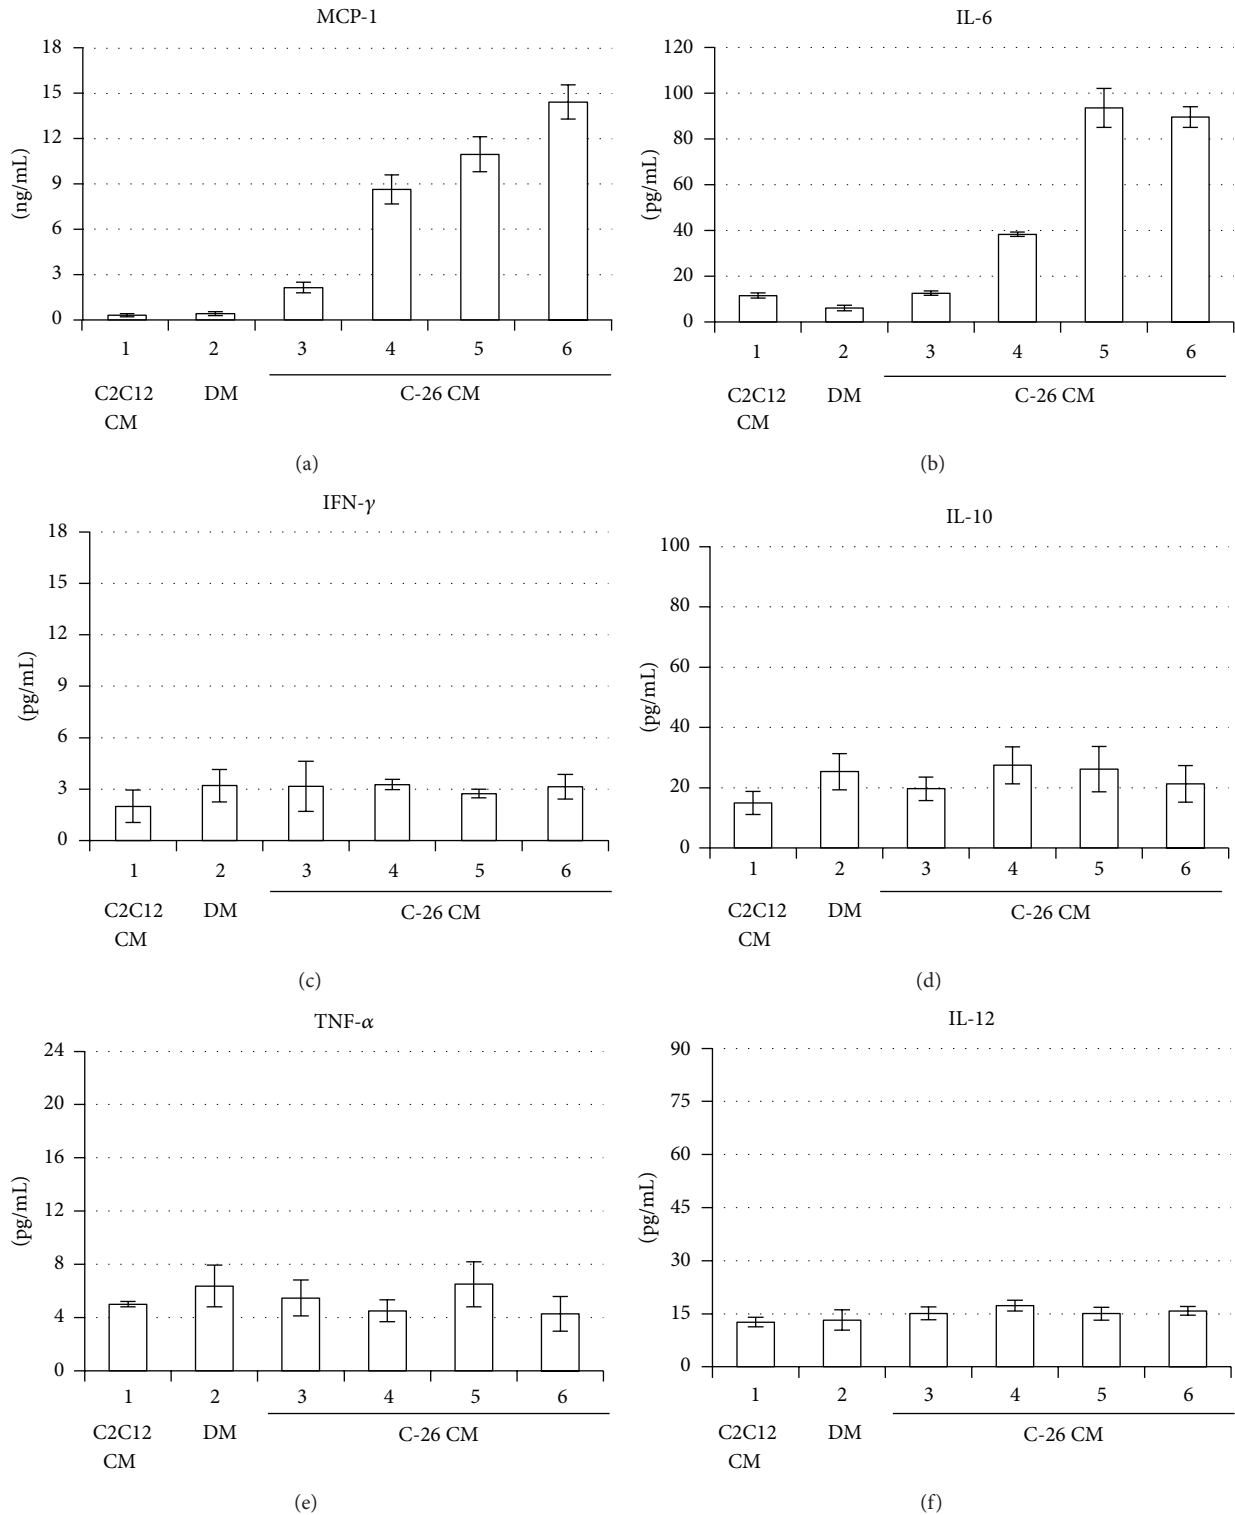 MCP-1
18
15
12
9
6
3
0
(ng/mL)
1 2 3 4 5 6
C2C12 CM
DM
C-26 CM
(a)
IL-6
120
100
80
60
40
20
0
(pg/mL)
1 2 3 4 5 6
C2C12 CM
DM
C-26 CM
(b)
IFN-γ
18
15
12
9
6
3
0
(pg/mL)
1 2 3 4 5 6
C2C12 CM
DM
C-26 CM
(c)
IL-10
100
80
60
40
20
0
(pg/mL)
1 2 3 4 5 6
C2C12 CM
DM
C-26 CM
(d)
TNF-α
24
20
16
12
8
4
0
(pg/mL)
1 2 3 4 5 6
C2C12 CM
DM
C-26 CM
(e)
IL-12
90
75
60
45
30
15
0
(pg/mL)
1 2 3 4 5 6
C2C12 CM
DM
C-26 CM
(f)